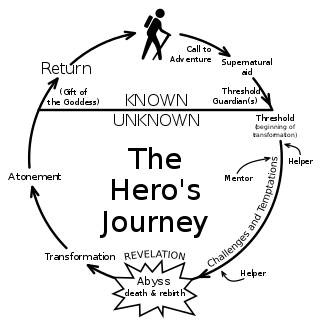 Call to
Adventure
Supernatural
aid
Threshold
Guardian(s)
Threshold
(beginning of
transformation)
Helper
Mentor
Challenges and Temptations
Helper
REVELATION
Abyss
death & rebirth
Transformation
Atonement
Return
(Gift of
the Goddess)
KNOWN
UNKNOWN
The
Hero's
Journey